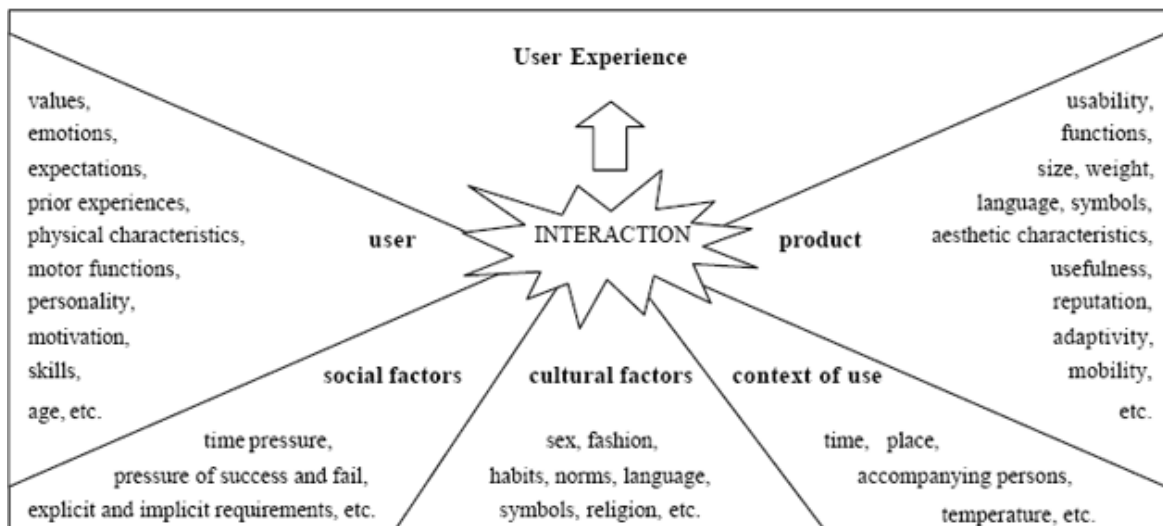 User Experience
values,
emotions,
expectations,
prior experiences,
physical characteristics,
motor functions,
personality,
motivation,
skills,
age, etc.
user
INTERACTION
product
usability,
functions,
size, weight,
language, symbols,
aesthetic characteristics,
usefulness,
reputation,
adaptivity,
mobility,
etc.
social factors
time pressure,
pressure of success and fail,
explicit and implicit requirements, etc.
cultural factors
sex, fashion,
habits, norms, language,
symbols, religion, etc.
context of use
time, place,
accompanying persons,
temperature, etc.